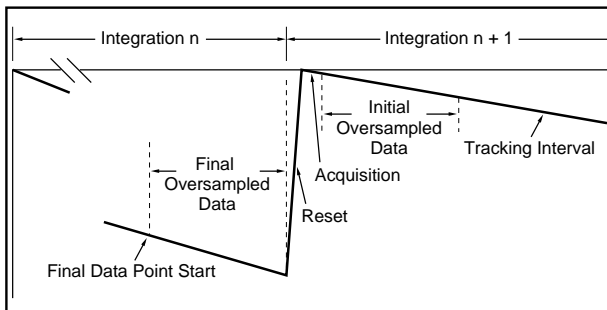 Integration n
Integration n + 1
Initial
Oversampled
Data
Tracking Interval
Final
Oversampled
Data
Acquisition
Reset
Final Data Point Start